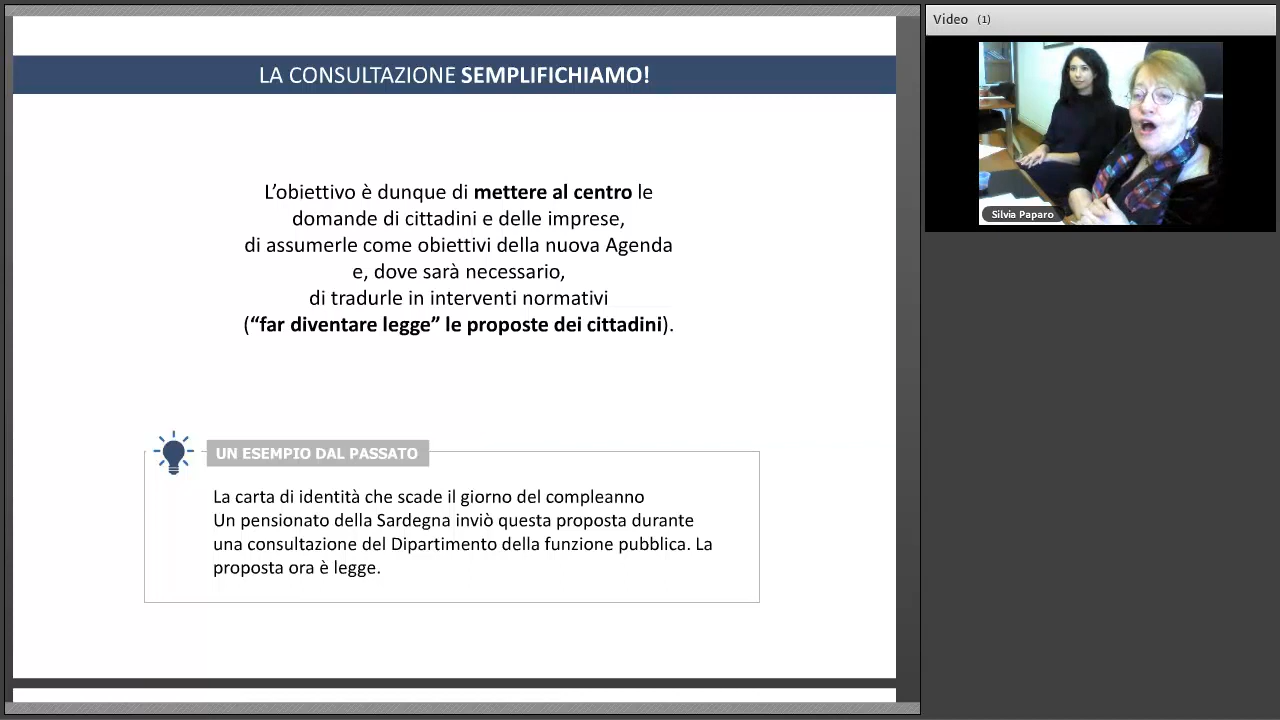 LA CONSULTAZIONE SEMPLIFICHIAMO!
L’obiettivo è dunque di mettere al centro le
domande di cittadini e delle imprese,
di assumerle come obiettivi della nuova Agenda
e, dove sarà necessario,
di tradurle in interventi normativi
(“far diventare legge” le proposte dei cittadini).
UN ESEMPIO DAL PASSATO
La carta di identità che scade il giorno del compleanno
Un pensionato della Sardegna inviò questa proposta durante
una consultazione del Dipartimento della funzione pubblica. La
proposta ora è legge.
Video (1)
Silvia Paparo